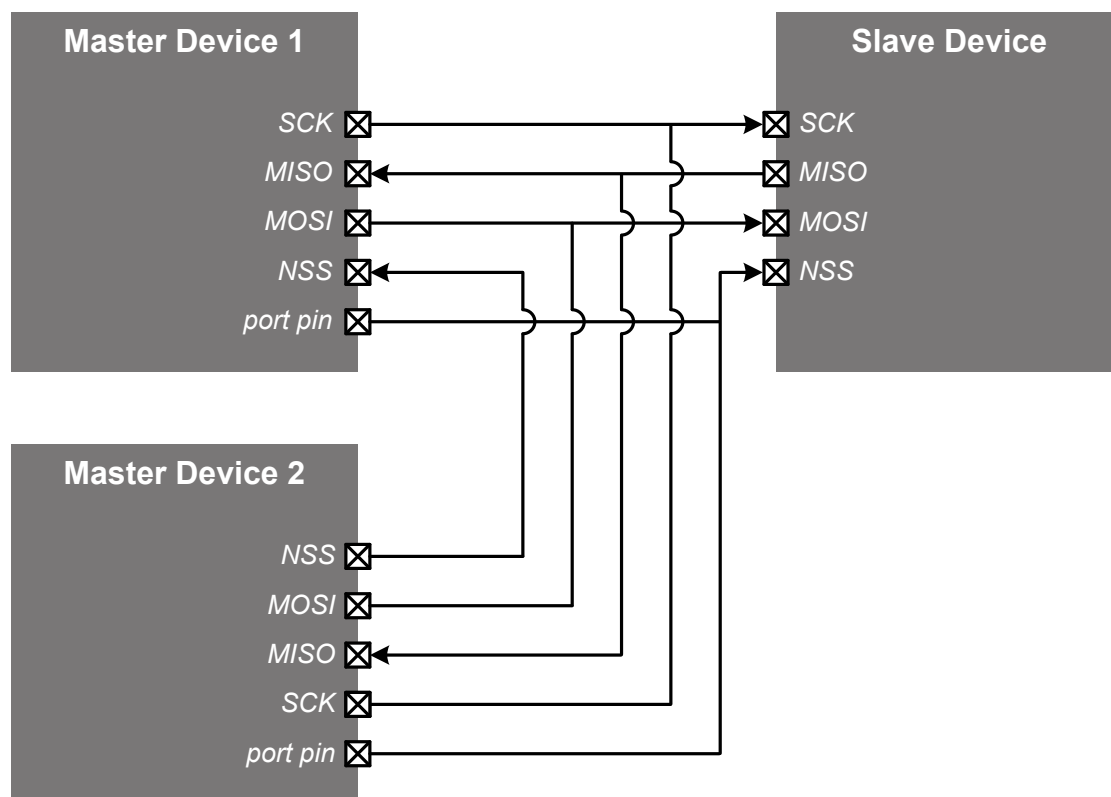 Master Device 1
SCK
MISO
MOSI
NSS
port pin
Slave Device
SCK
MISO
MOSI
NSS
Master Device 2
NSS
MOSI
MISO
SCK
port pin